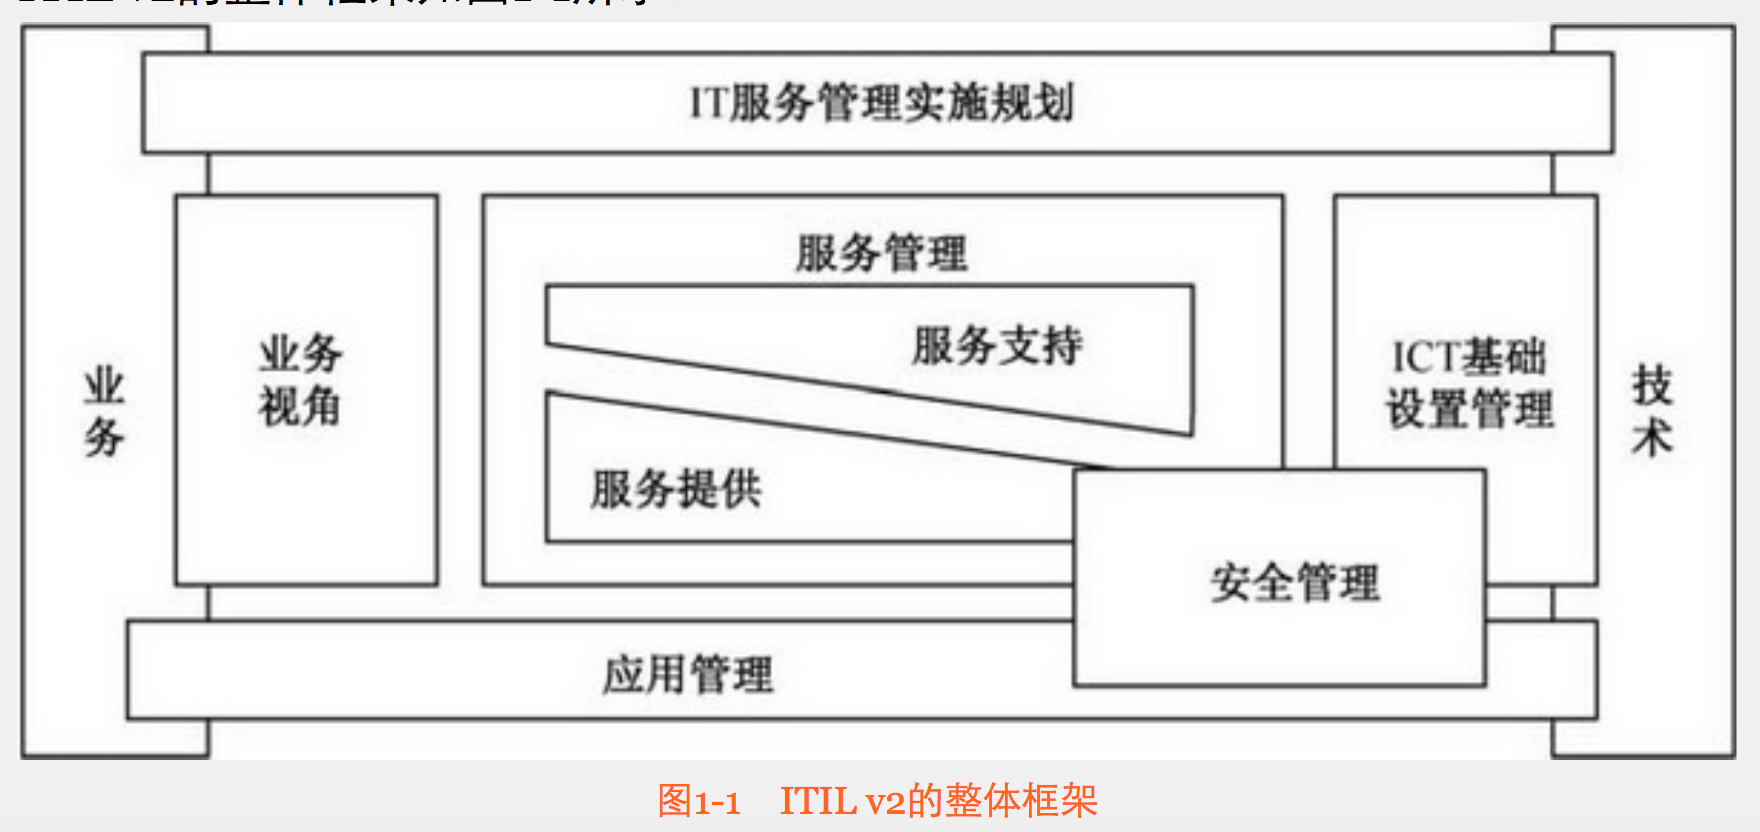 IT服务管理实施规划
服务管理
业务
视角
服务支持
ICT基础
设置管理
业
务
技
术
服务提供
安全管理
应用管理
图1-1 ITIL v2的整体框架